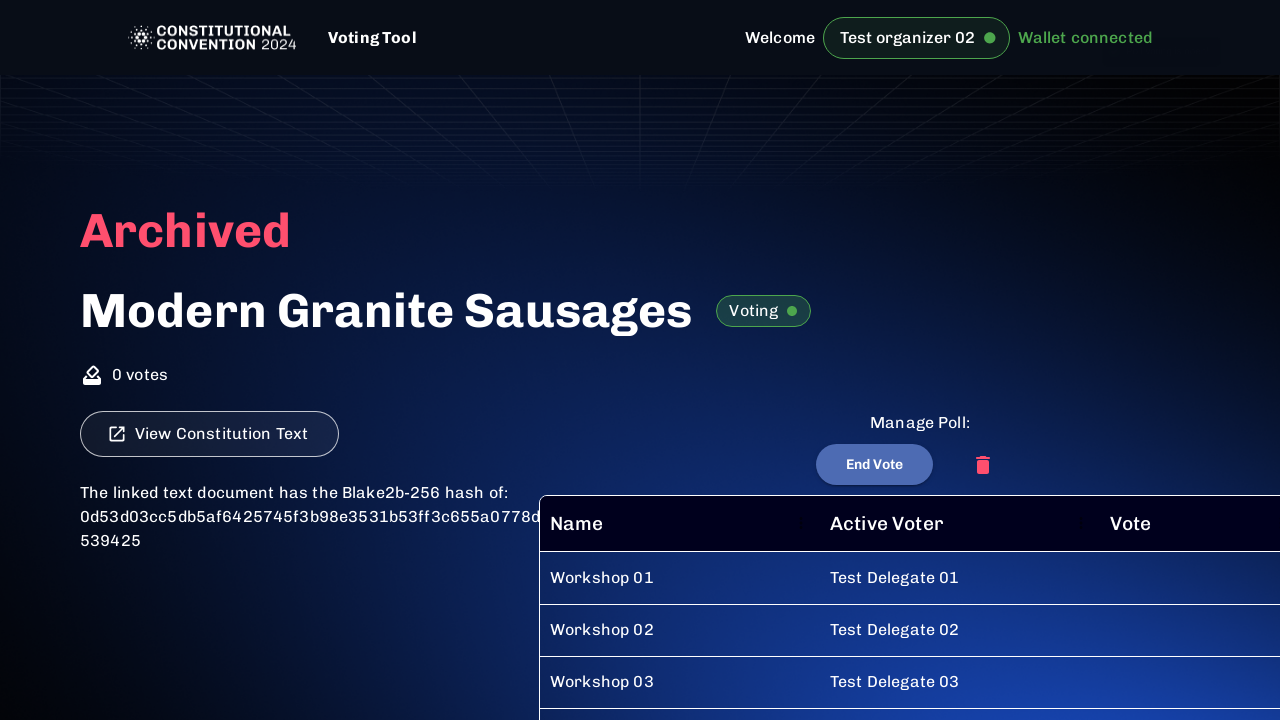 CONSTITUTIONAL
CONVENTION 2024
Voting Tool
Welcome
Test organizer 02
Wallet connected
Archived
Modern Granite Sausages
Voting
0 votes
View Constitution Text
Manage Poll:
End Vote
The linked text document has the Blake2b-256 hash of:
0d53d03cc5db5af6425745f3b98e3531b53ff3c655a0778d
539425
Name Active Voter Vote
Workshop 01 Test Delegate 01
Workshop 02 Test Delegate 02
Workshop 03 Test Delegate 03